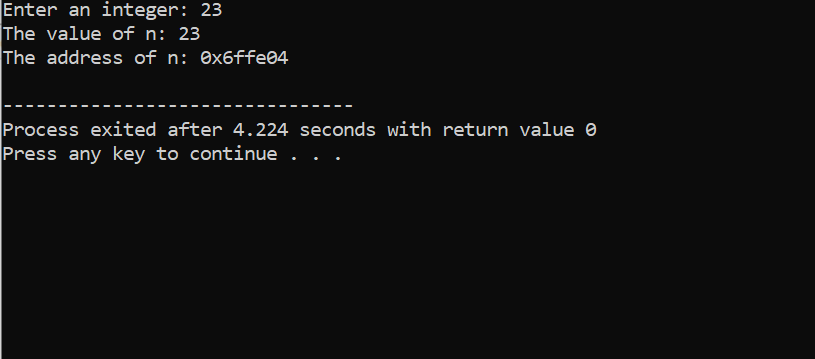 Enter an integer: 23
The value of n: 23
The address of n: 0x6ffe04
--------------------------------
Process exited after 4.224 seconds with return value 0
Press any key to continue . . .